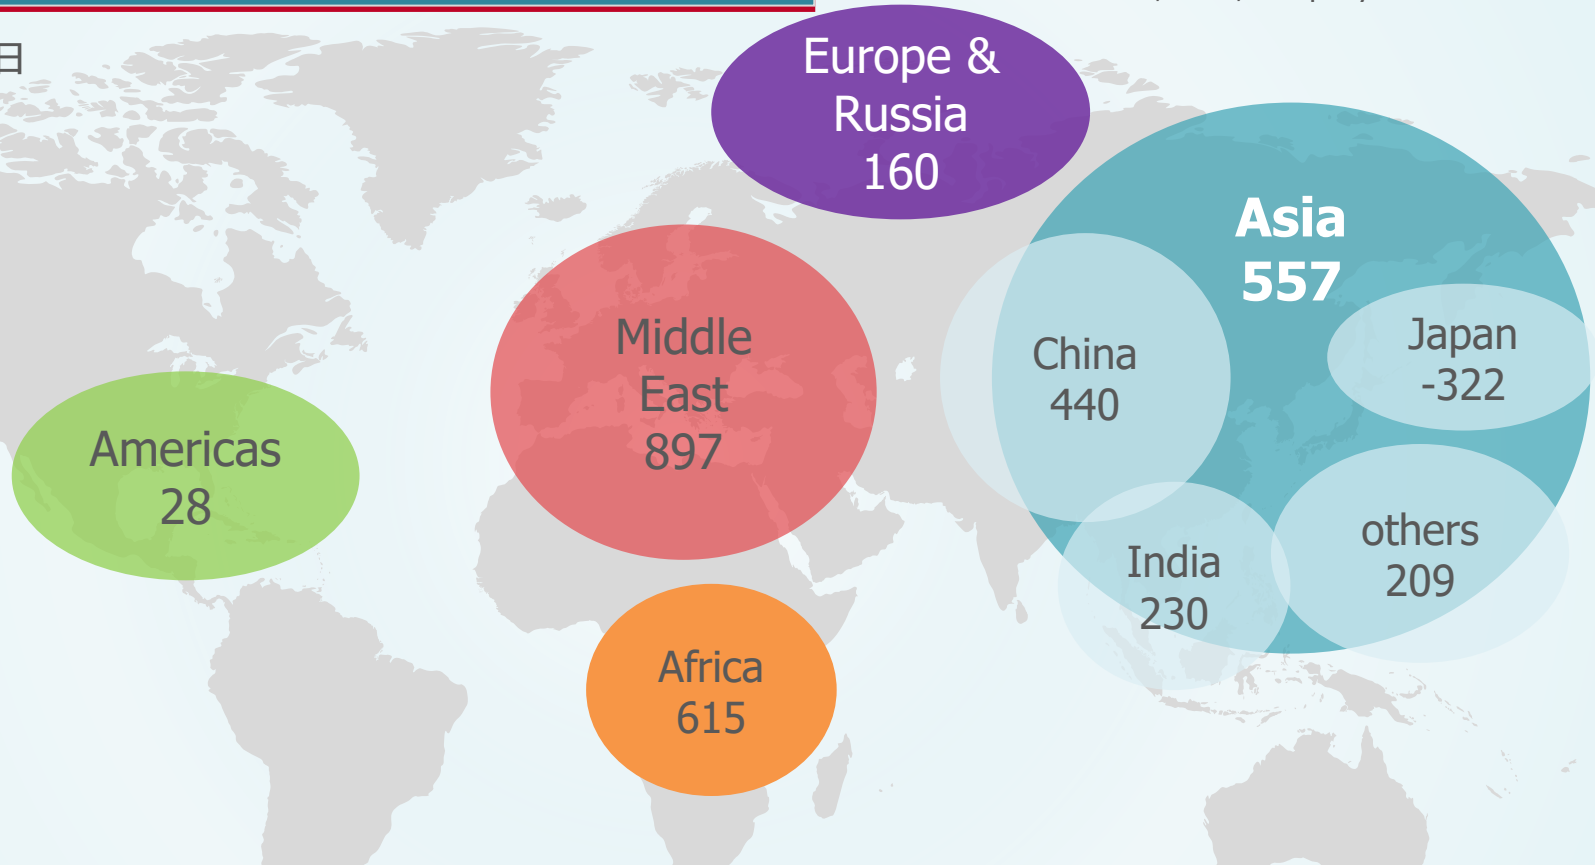 日
Europe &
Russia
160
Asia
557
Middle
East
897
China
440
Japan
-322
Americas
28
India
230
others
209
Africa
615